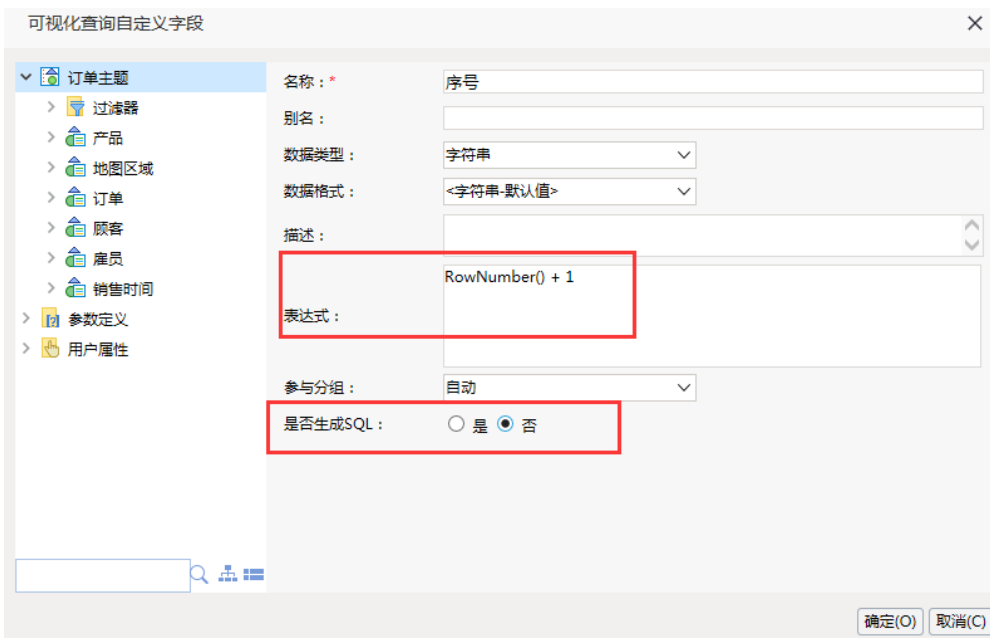 可视化查询自定义字段
订单主题
过滤器
产品
地图区域
订单
顾客
雇员
销售时间
参数定义
用户属性
名称：*
序号
别名：
数据类型：
字符串
数据格式：
<字符串-默认值>
描述：
表达式：
RowNumber() + 1
参与分组：
自动
是否生成SQL：
是
否
确定(O)
取消(C)